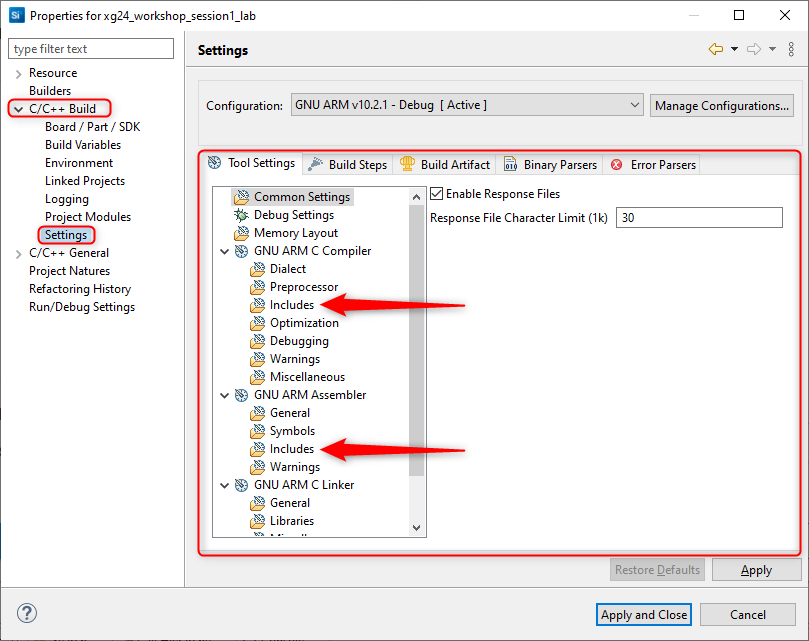 Si Properties for xg24_workshop_session1_lab
type filter text
Resource
Builders
C/C++ Build
Board / Part / SDK
Build Variables
Environment
Linked Projects
Logging
Project Modules
Settings
C/C++ General
Project Natures
Refactoring History
Run/Debug Settings
Settings
Configuration: GNU ARM v10.2.1 - Debug [ Active ] Manage Configurations...
Tool Settings Build Steps Build Artifact Binary Parsers Error Parsers
Common Settings
Debug Settings
Memory Layout
GNU ARM C Compiler
Dialect
Preprocessor
Includes
Optimization
Debugging
Warnings
Miscellaneous
GNU ARM Assembler
General
Symbols
Includes
Warnings
GNU ARM C Linker
General
Libraries
Enable Response Files
Response File Character Limit (1k) 30
Restore Defaults Apply
? Apply and Close Cancel